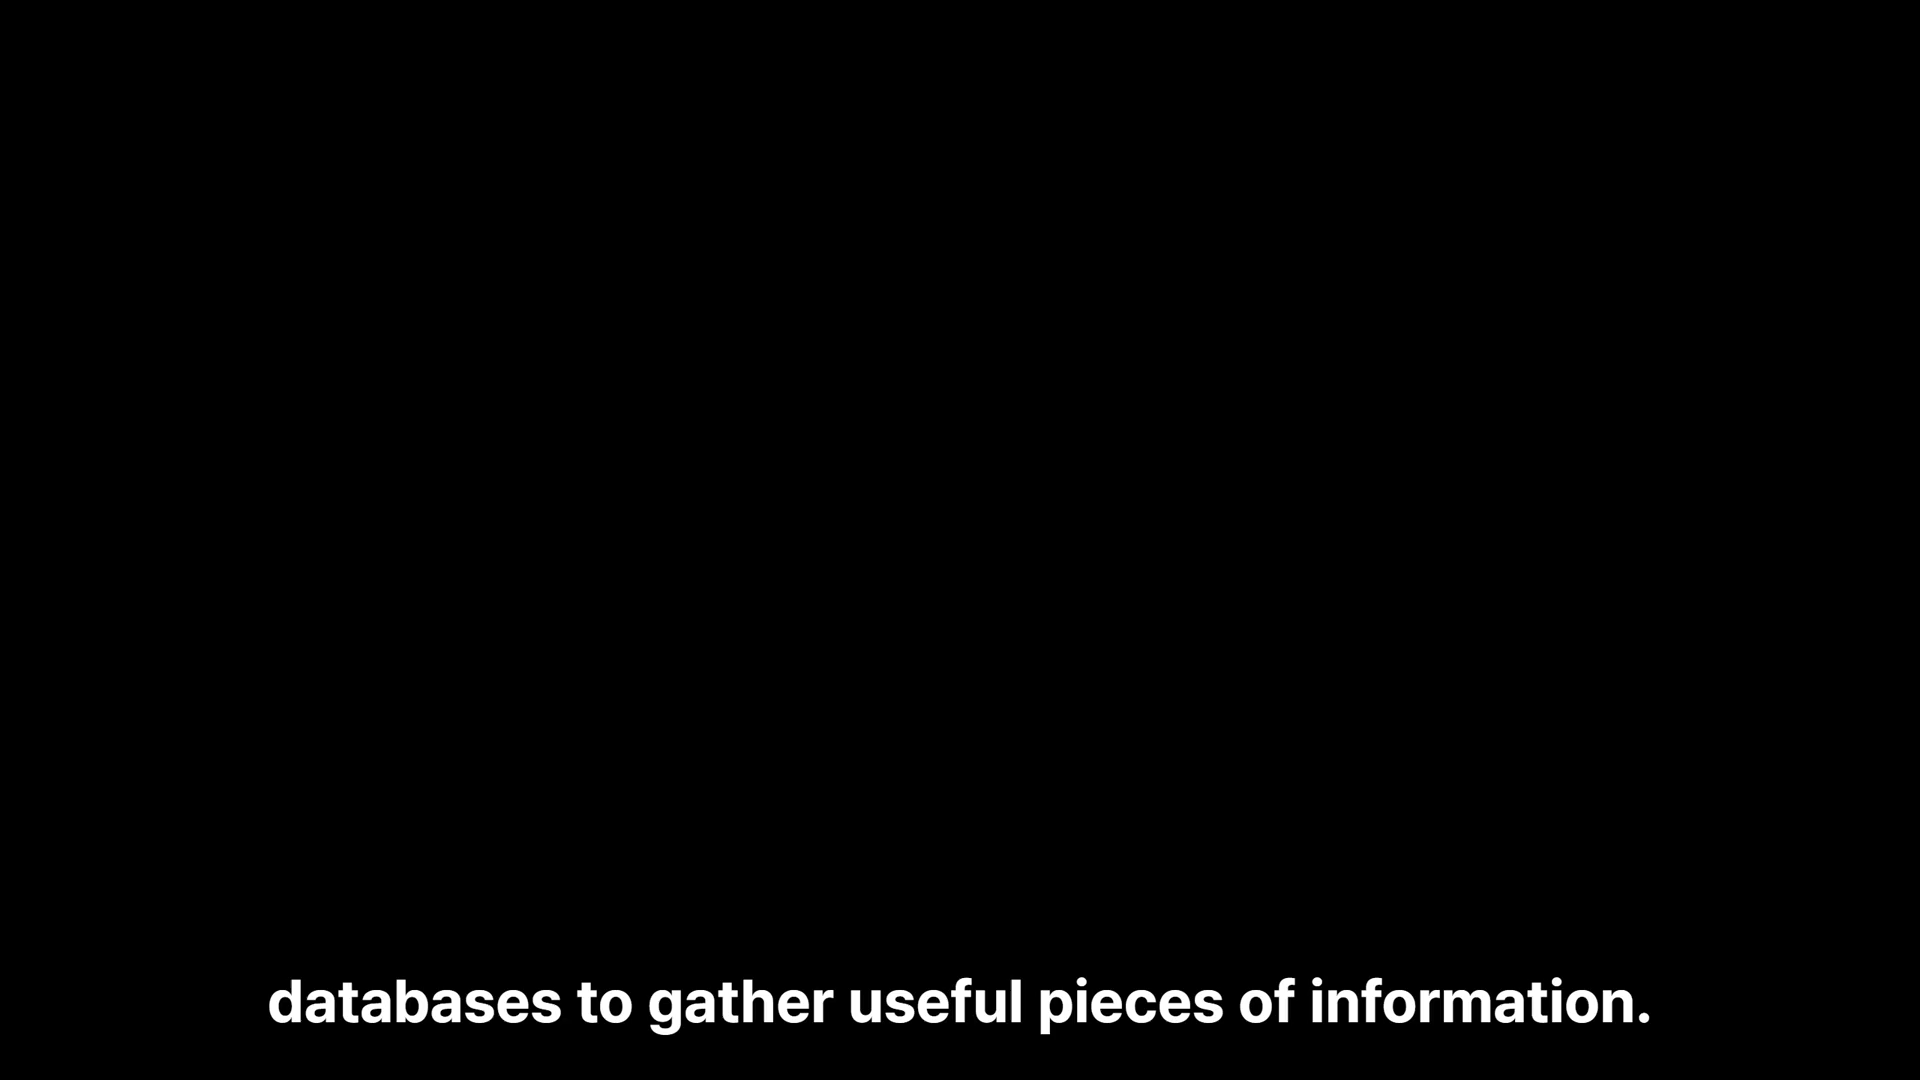 databases to gather useful pieces of information.